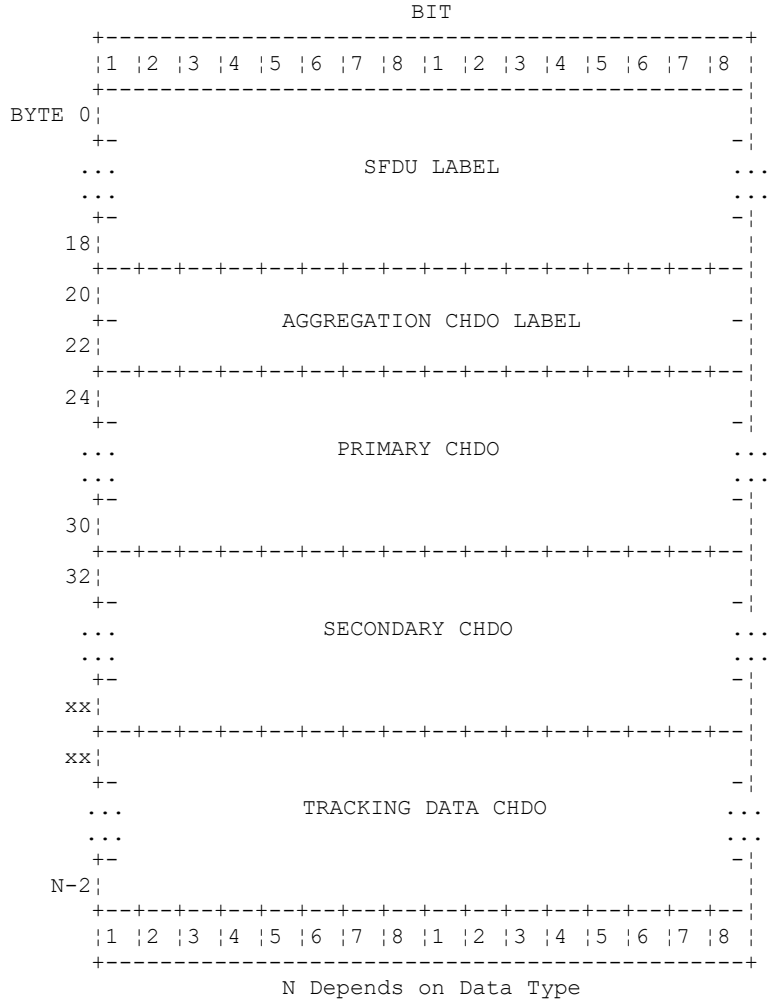 BIT
+-----------------------------------------------+
¦1 ¦2 ¦3 ¦4 ¦5 ¦6 ¦7 ¦8 ¦1 ¦2 ¦3 ¦4 ¦5 ¦6 ¦7 ¦8 ¦
+-----------------------------------------------¦
BYTE 0¦ ¦
+- -¦
... SFDU LABEL ...
... ...
+- -¦
18¦ ¦
+--+--+--+--+--+--+--+--+--+--+--+--+--+--+--+--¦
20¦ ¦
+- AGGREGATION CHDO LABEL -¦
22¦ ¦
+--+--+--+--+--+--+--+--+--+--+--+--+--+--+--+--¦
24¦ ¦
+- -¦
... PRIMARY CHDO ...
... ...
+- -¦
30¦ ¦
+--+--+--+--+--+--+--+--+--+--+--+--+--+--+--+--¦
32¦ ¦
+- -¦
... SECONDARY CHDO ...
... ...
+- -¦
xx¦ ¦
+--+--+--+--+--+--+--+--+--+--+--+--+--+--+--+--¦
xx¦ ¦
+- -¦
... TRACKING DATA CHDO ...
... ...
+- -¦
N-2¦ ¦
+--+--+--+--+--+--+--+--+--+--+--+--+--+--+--+--¦
¦1 ¦2 ¦3 ¦4 ¦5 ¦6 ¦7 ¦8 ¦1 ¦2 ¦3 ¦4 ¦5 ¦6 ¦7 ¦8 ¦
+-----------------------------------------------+
N Depends on Data Type